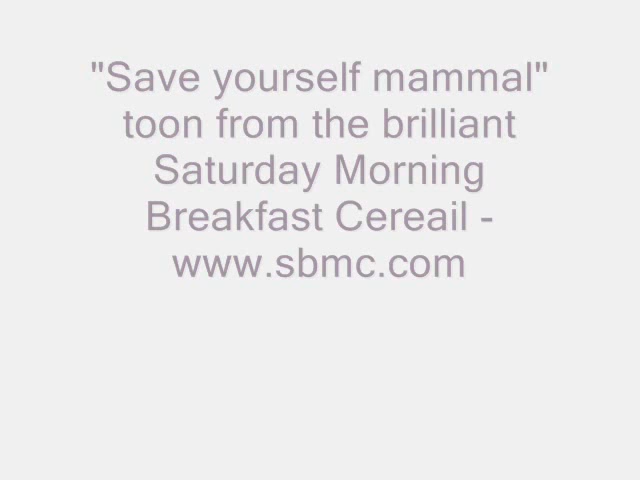 "Save yourself mammal"
toon from the brilliant
Saturday Morning
Breakfast Cereail -
www.sbmc.com